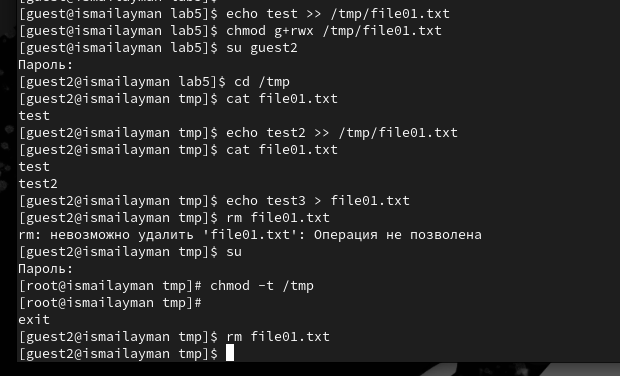 [guest@ismailayman lab5]$
[guest@ismailayman lab5]$ echo test >> /tmp/file01.txt
[guest@ismailayman lab5]$ chmod g+rwx /tmp/file01.txt
[guest@ismailayman lab5]$ su guest2
Пароль:
[guest2@ismailayman lab5]$ cd /tmp
[guest2@ismailayman tmp]$ cat file01.txt
test
[guest2@ismailayman tmp]$ echo test2 >> /tmp/file01.txt
[guest2@ismailayman tmp]$ cat file01.txt
test
test2
[guest2@ismailayman tmp]$ echo test3 > file01.txt
[guest2@ismailayman tmp]$ rm file01.txt
rm: невозможно удалить 'file01.txt': Операция не позволена
[guest2@ismailayman tmp]$ su
Пароль:
[root@ismailayman tmp]# chmod -t /tmp
[root@ismailayman tmp]#
exit
[guest2@ismailayman tmp]$ rm file01.txt
[guest2@ismailayman tmp]$